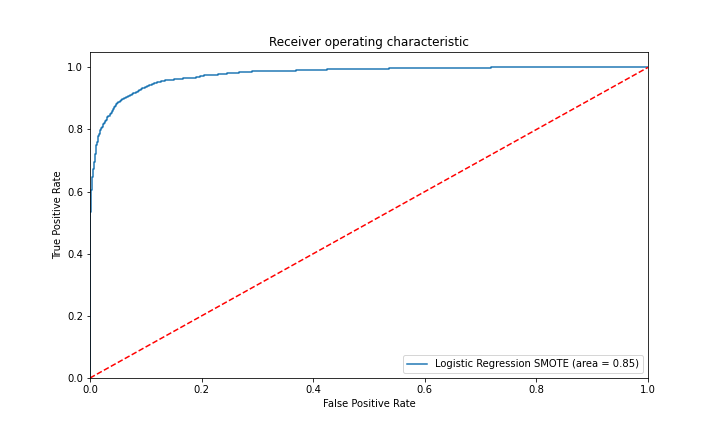 Receiver operating characteristic
1.0
0.8
0.6
0.4
0.2
0.0
True Positive Rate
Logistic Regression SMOTE (area = 0.85)
0.0 0.2 0.4 0.6 0.8 1.0
False Positive Rate